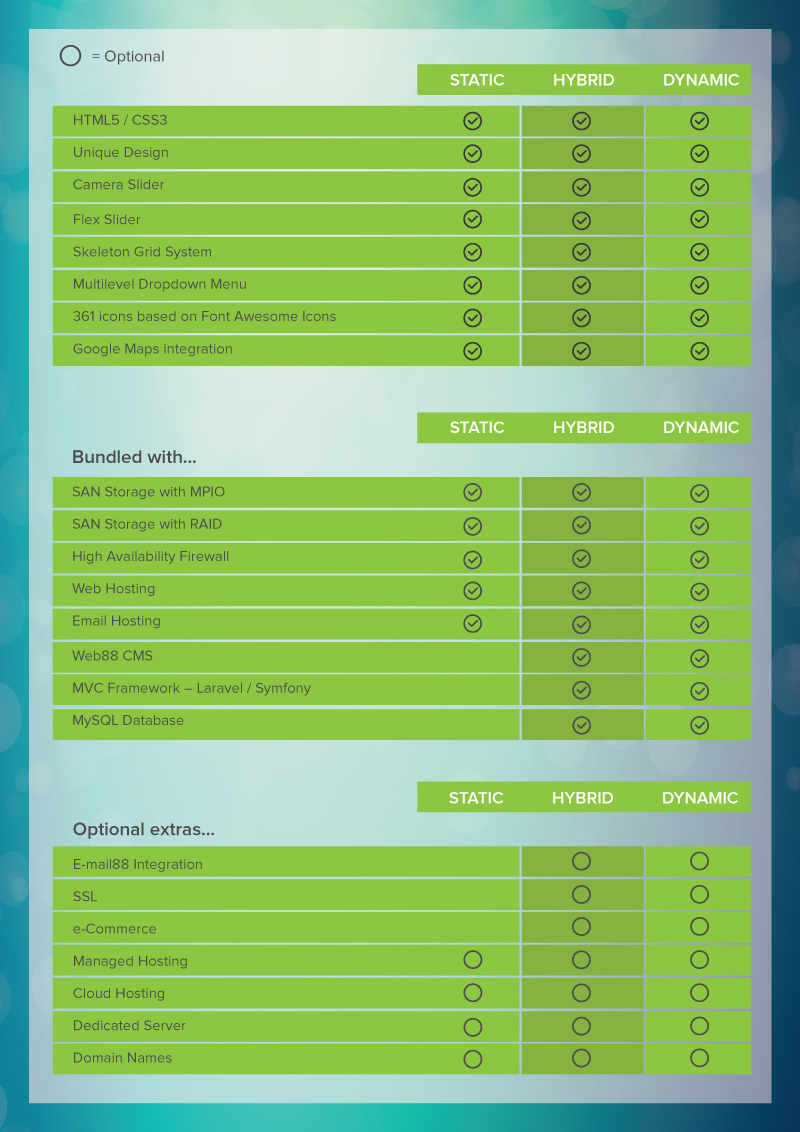 = Optional
STATIC HYBRID DYNAMIC
HTML5 / CSS3
Unique Design
Camera Slider
Flex Slider
Skeleton Grid System
Multilevel Dropdown Menu
361 icons based on Font Awesome Icons
Google Maps integration
STATIC HYBRID DYNAMIC
Bundled with...
SAN Storage with MPIO
SAN Storage with RAID
High Availability Firewall
Web Hosting
Email Hosting
Web88 CMS
MVC Framework – Laravel / Symfony
MySQL Database
STATIC HYBRID DYNAMIC
Optional extras...
E-mail88 Integration
SSL
e-Commerce
Managed Hosting
Cloud Hosting
Dedicated Server
Domain Names